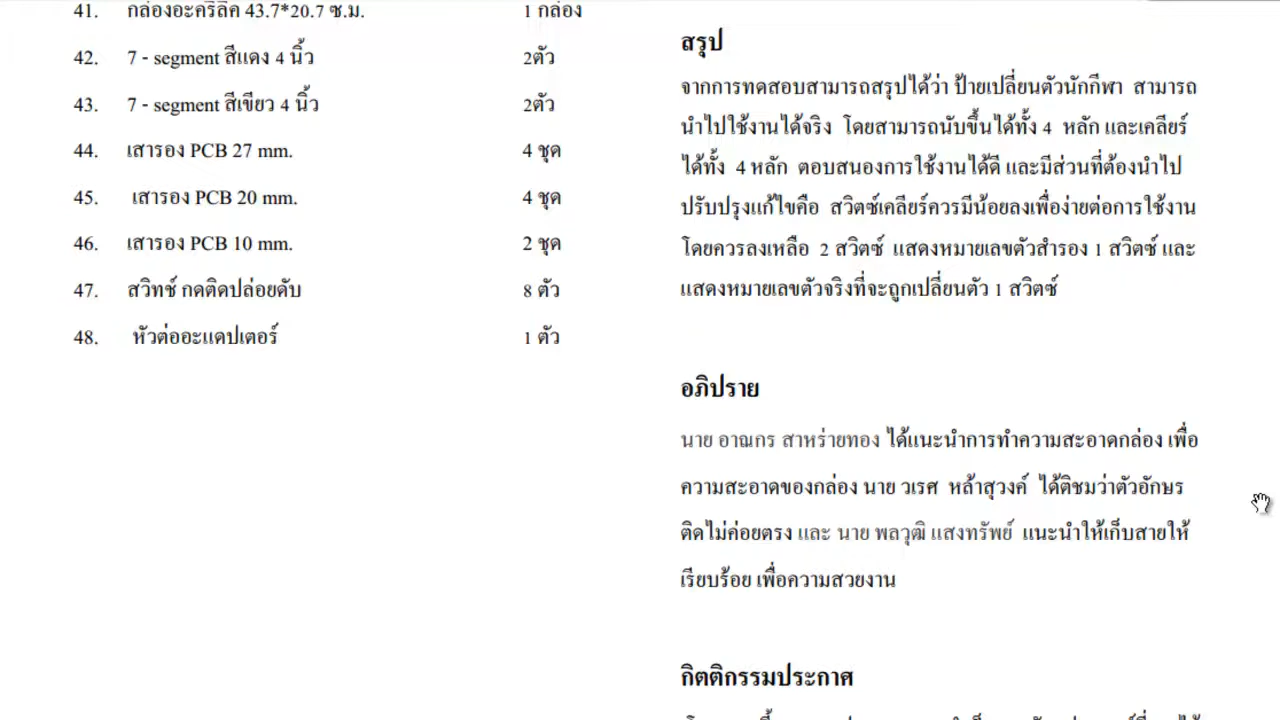 41. กล่องอะคริลิค 43.7*20.7 ซ.ม. 1 กล่อง
42. 7 - segment สีแดง 4 นิ้ว 2ตัว
43. 7 - segment สีเขียว 4 นิ้ว 2ตัว
44. เสารอง PCB 27 mm. 4 ชุด
45. เสารอง PCB 20 mm. 4 ชุด
46. เสารอง PCB 10 mm. 2 ชุด
47. สวิทช์ กดติดปล่อยดับ 8 ตัว
48. หัวต่ออะแดปเตอร์ 1 ตัว
สรุป
จากการทดสอบสามารถสรุปได้ว่า ป้ายเปลี่ยนตัวนักกีฬา สามารถ
นำไปใช้งานได้จริง โดยสามารถนับขึ้นได้ทั้ง 4 หลัก และเคลียร์
ได้ทั้ง 4 หลัก ตอบสนองการใช้งานได้ดี และมีส่วนที่ต้องนำไป
ปรับปรุงแก้ไขคือ สวิตซ์เคลียร์ควรมีน้อยลงเพื่อง่ายต่อการใช้งาน
โดยควรลงเหลือ 2 สวิตซ์ แสดงหมายเลขตัวสำรอง 1 สวิตซ์ และ
แสดงหมายเลขตัวจริงที่จะถูกเปลี่ยนตัว 1 สวิตซ์
อภิปราย
นาย อาณกร สาหร่ายทอง ได้แนะนำการทำความสะอาดกล่อง เพื่อ
ความสะอาดของกล่อง นาย วเรศ หล้าสุวงค์ ได้ติชมว่าตัวอักษร
ติดไม่ค่อยตรง และ นาย พลวุฒิ แสงทรัพย์ แนะนำให้เก็บสายให้
เรียบร้อย เพื่อความสวยงาน
กิตติกรรมประกาศ